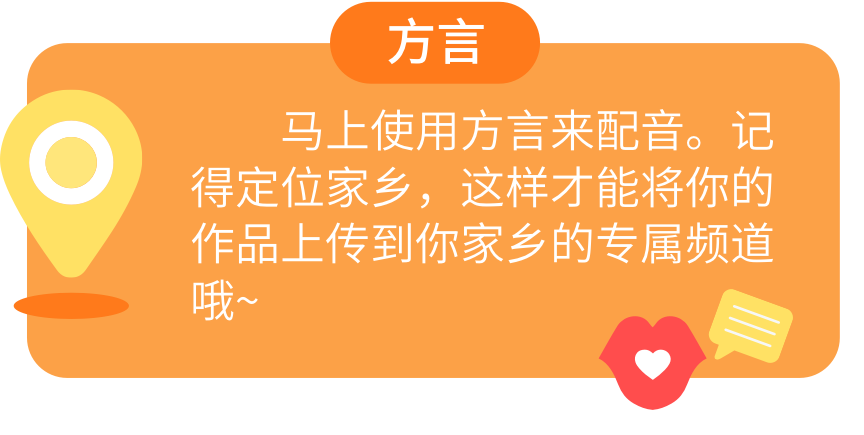 方言
马上使用方言来配音。记
得定位家乡，这样才能将你的
作品上传到你家乡的专属频道
哦~